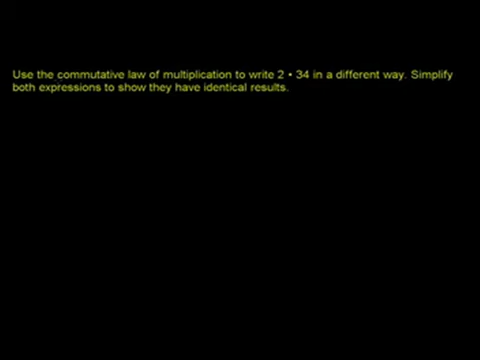 Use the commutative law of multiplication to write 2 • 34 in a different way. Simplify
both expressions to show they have identical results.